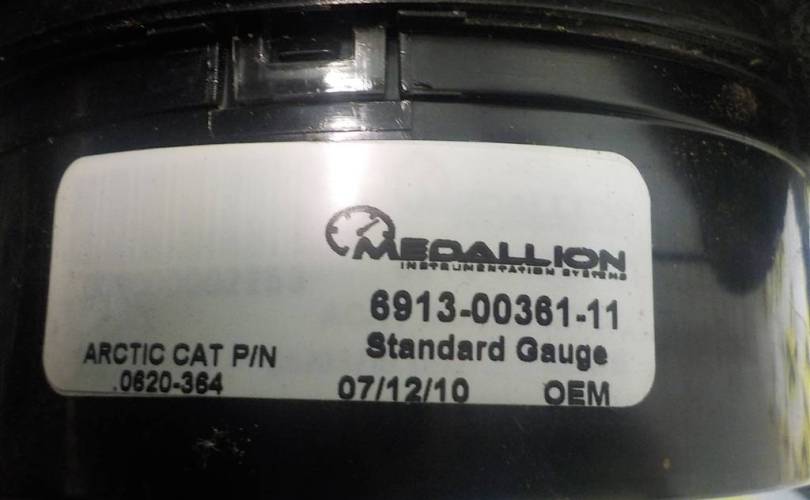 MEDALLION
INSTRUMENTATION SYSTEMS
6913-00361-11
ARCTIC CAT P/N Standard Gauge
.0620-364 07/12/10 OEM